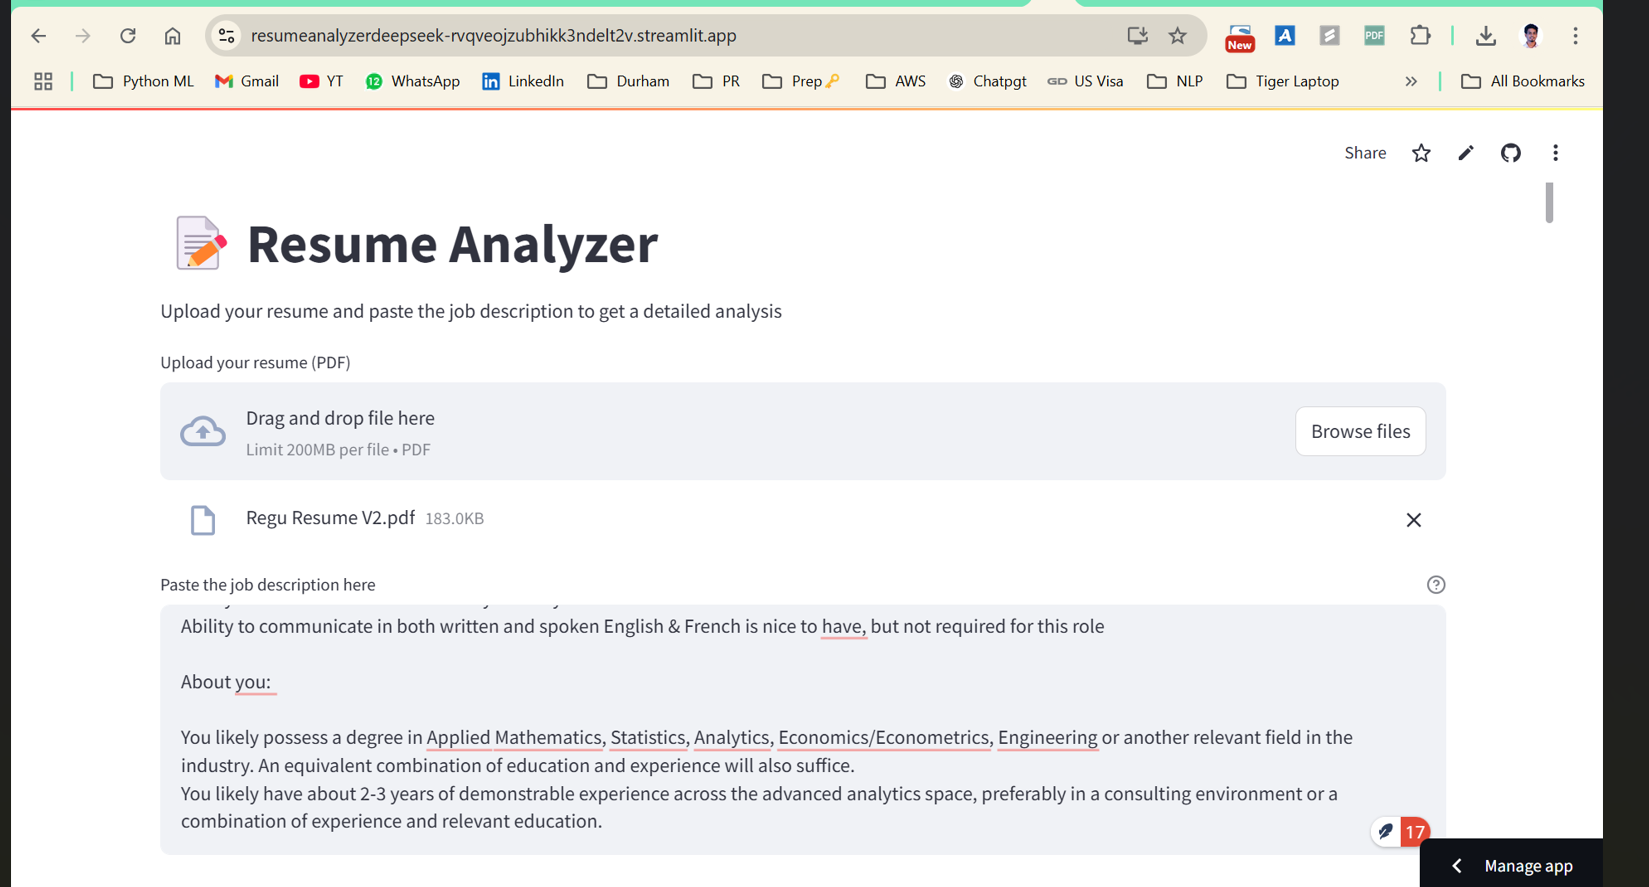 resumeanalyzerdeepseek-rvqveojzubhikk3ndelt2v.streamlit.app
New
A
PDF
Python ML
Gmail
YT
12
WhatsApp
in
LinkedIn
Durham
PR
Prep
AWS
Chatpgt
GD
US Visa
NLP
Tiger Laptop
»
All Bookmarks
Share
Resume Analyzer
Upload your resume and paste the job description to get a detailed analysis
Upload your resume (PDF)
Drag and drop file here
Limit 200MB per file • PDF
Browse files
Regu Resume V2.pdf 183.0KB
Paste the job description here
?
Ability to communicate in both written and spoken English & French is nice to have, but not required for this role
About you:
You likely possess a degree in Applied Mathematics, Statistics, Analytics, Economics/Econometrics, Engineering or another relevant field in the
industry. An equivalent combination of education and experience will also suffice.
You likely have about 2-3 years of demonstrable experience across the advanced analytics space, preferably in a consulting environment or a
combination of experience and relevant education.
17
Manage app